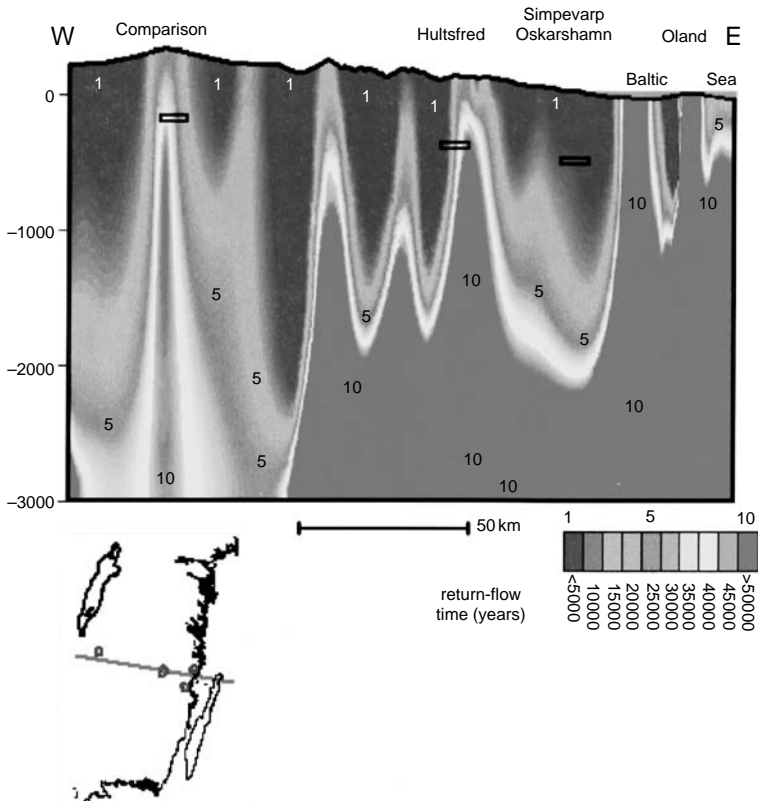 W Comparison Hultsfred Simpevarp Oskarshamn Oland E
Baltic Sea
1 1 1 1 1 1
0
5
10 10
–1000
10
5 5
5 5
–2000
5 10
10
5
5 10
10 10
–3000
50 km
1 5 10
return-flow
time (years)
<5000 10000 15000 20000 25000 30000 35000 40000 45000 >50000